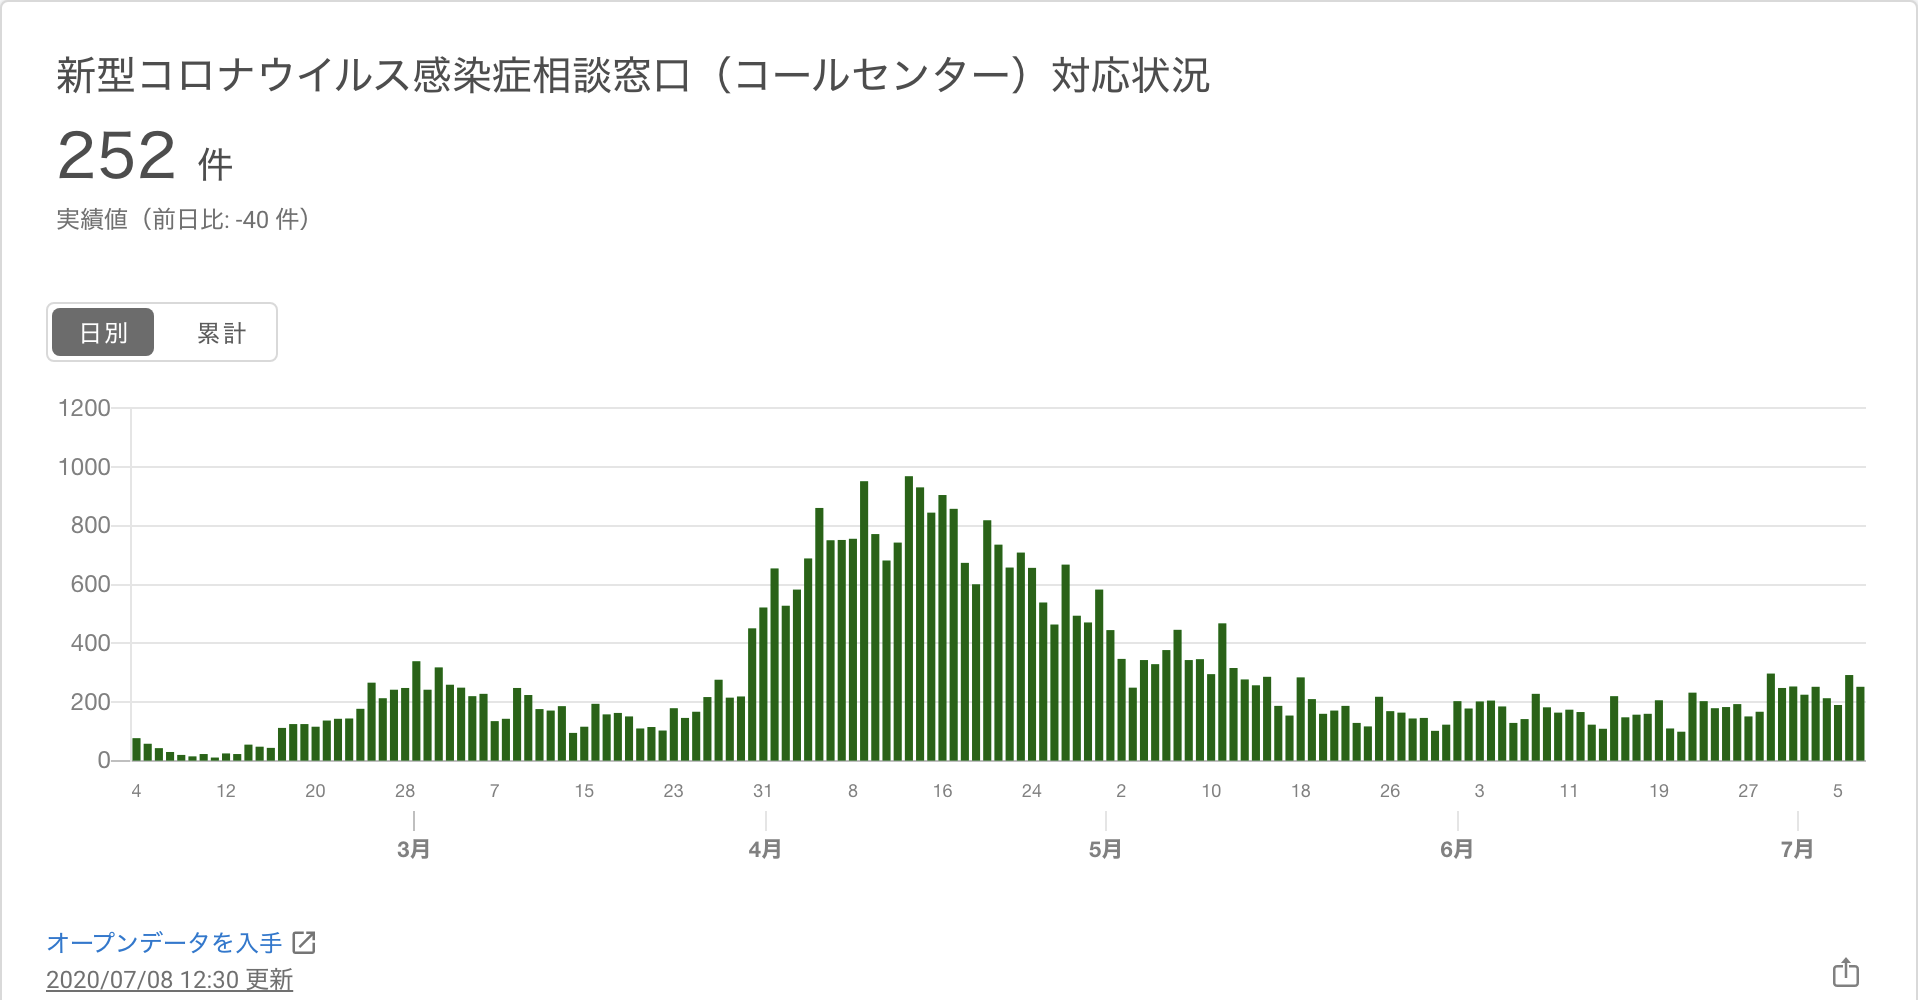 新型コロナウイルス感染症相談窓口（コールセンター）対応状況
252 件
実績値（前日比: -40 件）
日別 累計
1200
1000
800
600
400
200
0
4 12 20 28 7 15 23 31 8 16 24 2 10 18 26 3 11 19 27 5
3月 4月 5月 6月 7月
オープンデータを入手
2020/07/08 12:30 更新